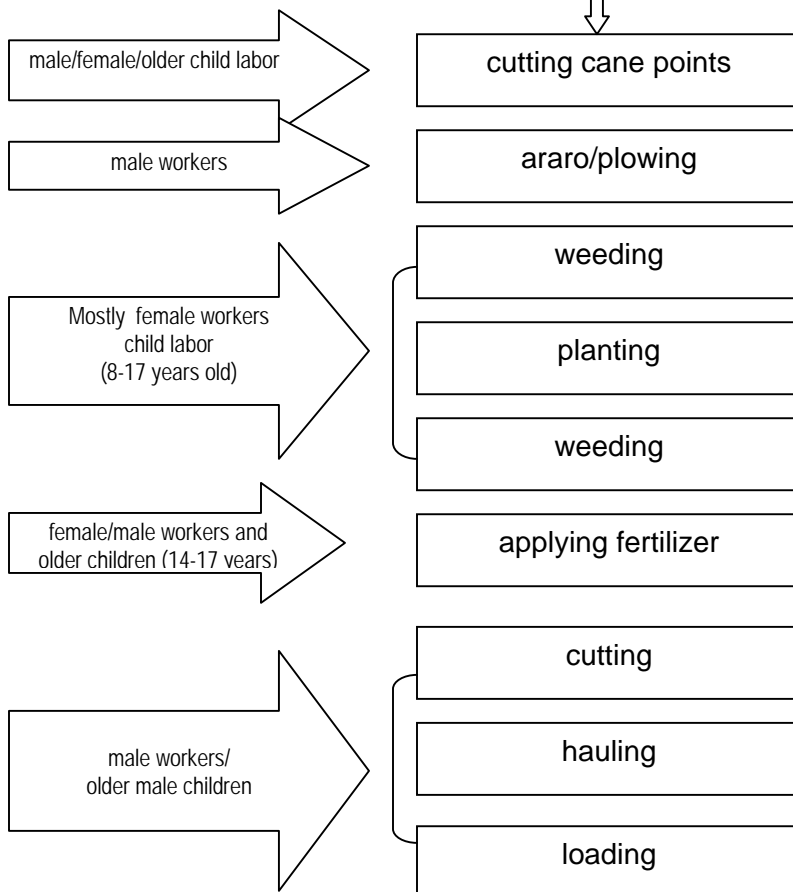 male/female/older child labor
cutting cane points
male workers
araro/plowing
weeding
Mostly female workers
child labor
(8-17 years old)
planting
weeding
female/male workers and
older children (14-17 years)
applying fertilizer
cutting
male workers/
older male children
hauling
loading